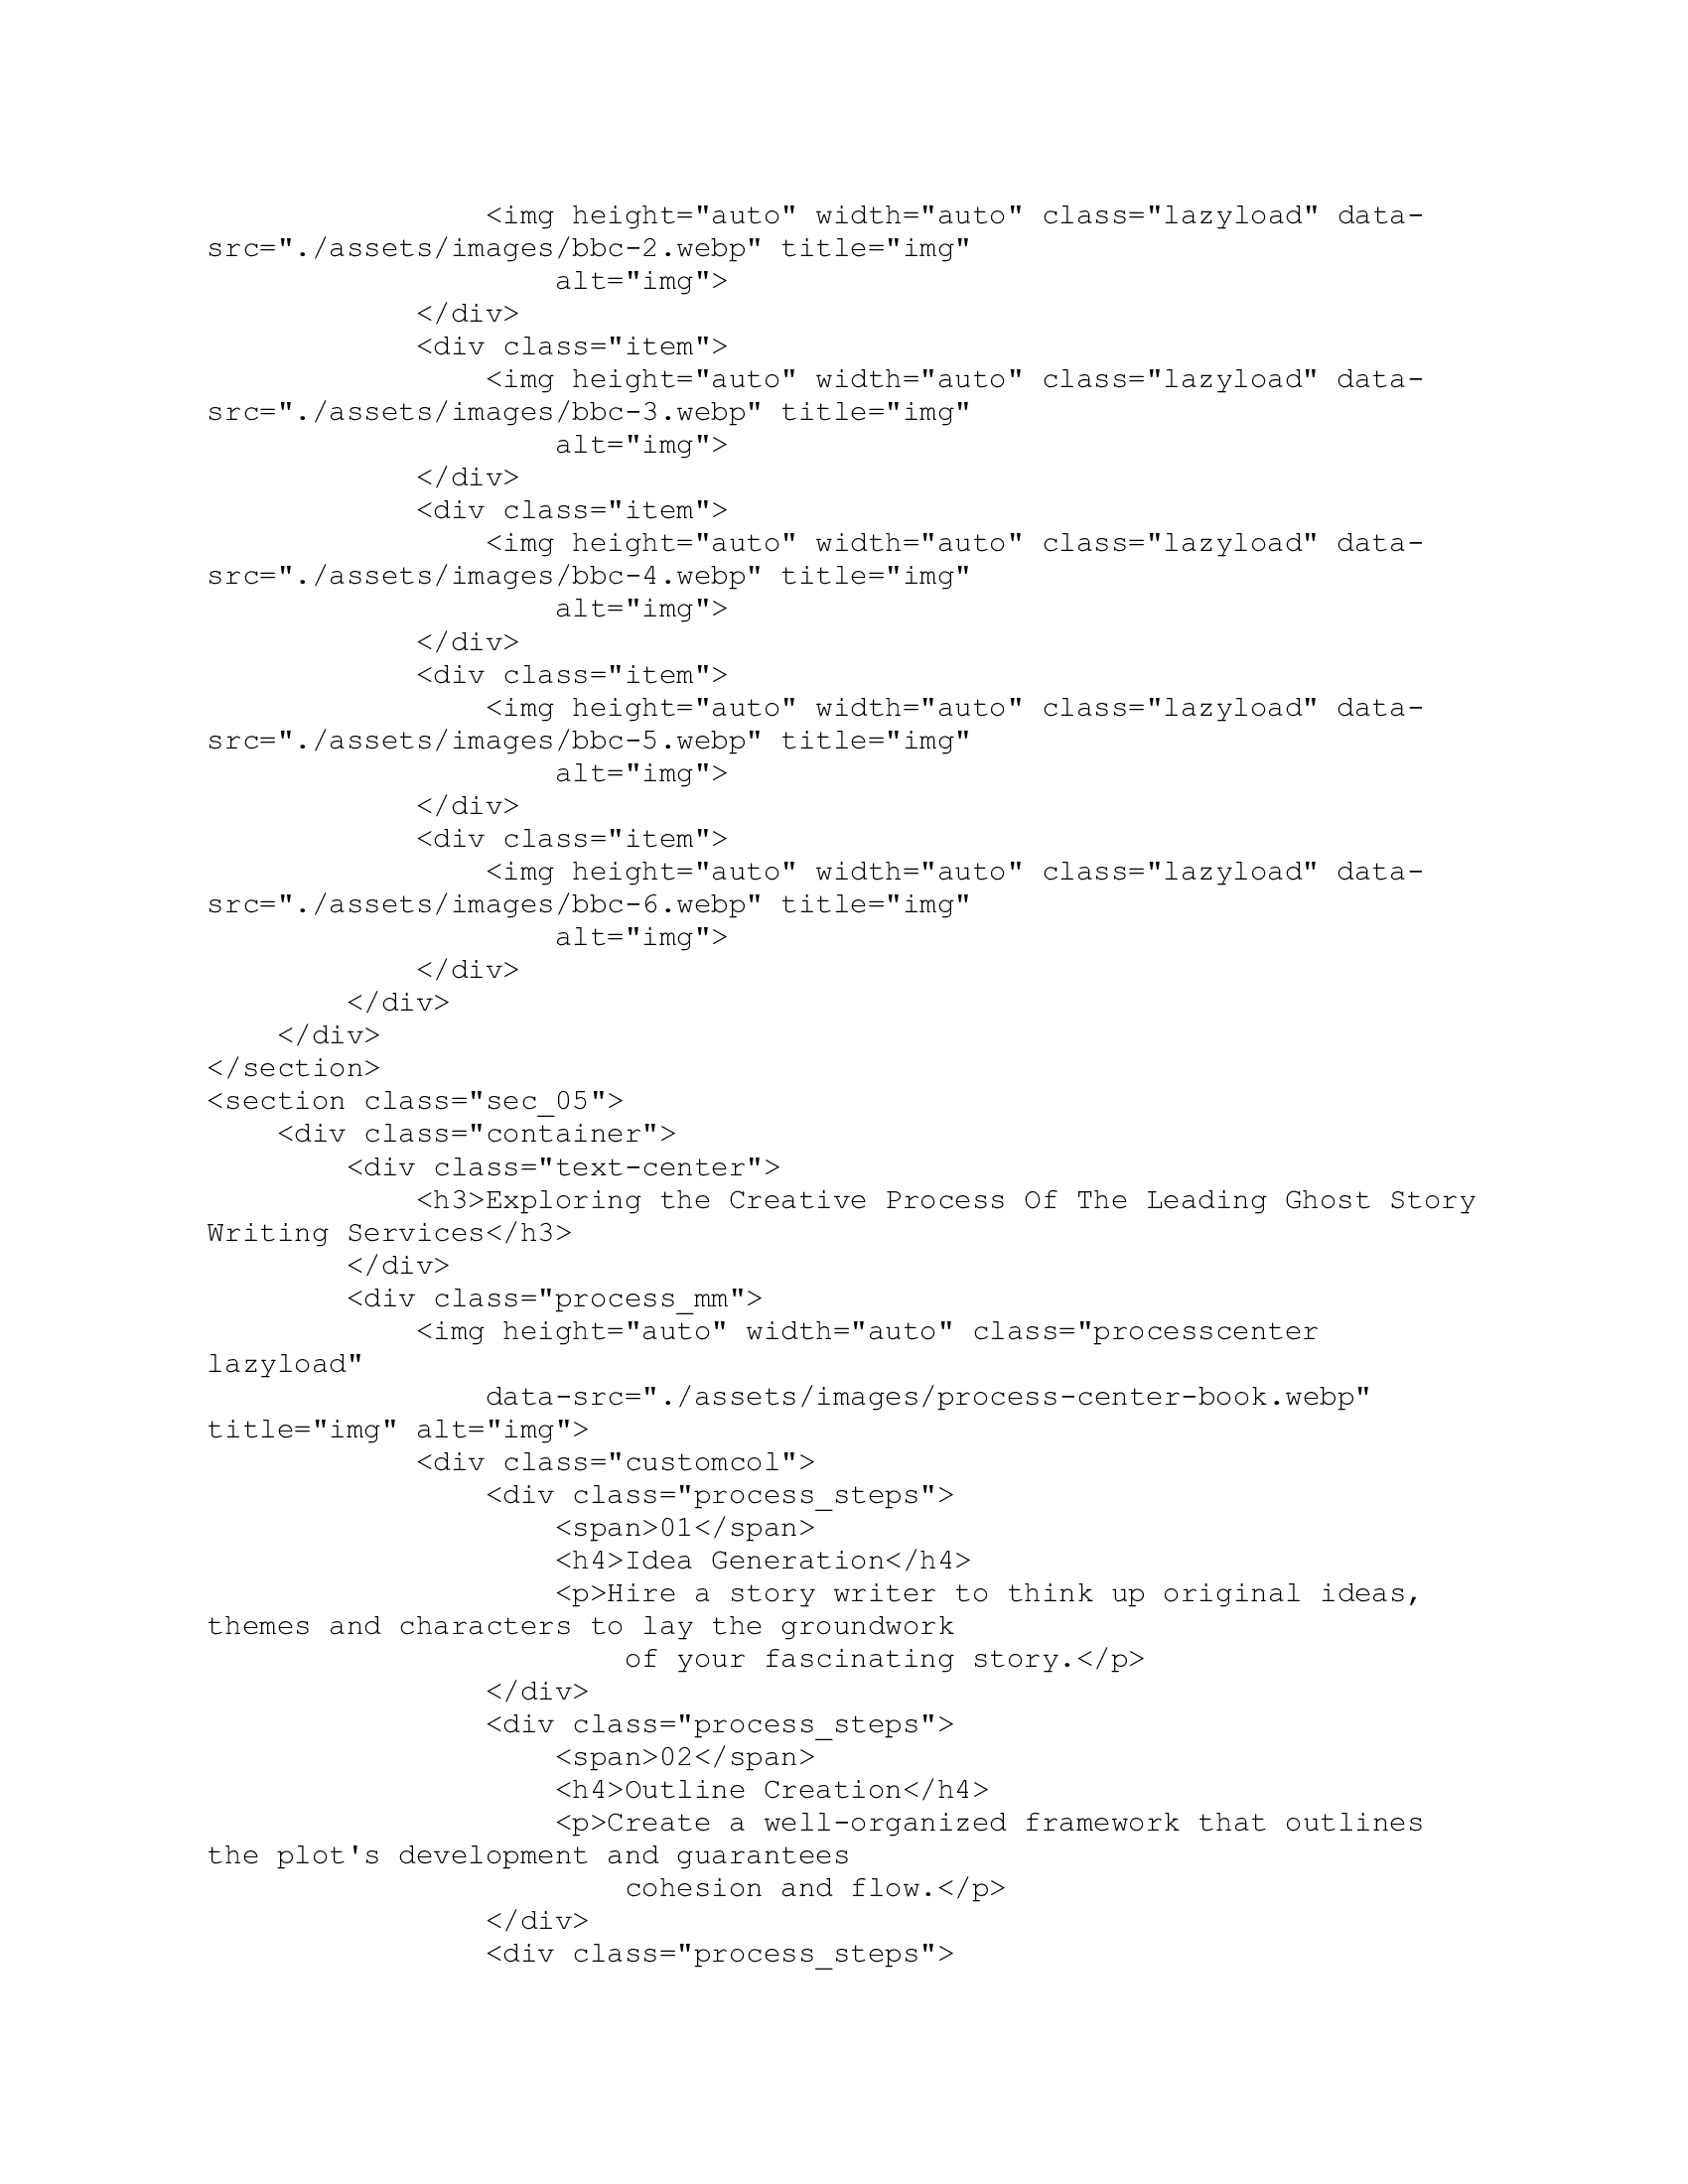 <img height="auto" width="auto" class="lazyload" data-
src="./assets/images/bbc-2.webp" title="img"
                    alt="img">
            </div>
            <div class="item">
                <img height="auto" width="auto" class="lazyload" data-
src="./assets/images/bbc-3.webp" title="img"
                    alt="img">
            </div>
            <div class="item">
                <img height="auto" width="auto" class="lazyload" data-
src="./assets/images/bbc-4.webp" title="img"
                    alt="img">
            </div>
            <div class="item">
                <img height="auto" width="auto" class="lazyload" data-
src="./assets/images/bbc-5.webp" title="img"
                    alt="img">
            </div>
            <div class="item">
                <img height="auto" width="auto" class="lazyload" data-
src="./assets/images/bbc-6.webp" title="img"
                    alt="img">
            </div>
        </div>
    </div>
</section>
<section class="sec_05">
    <div class="container">
        <div class="text-center">
            <h3>Exploring the Creative Process Of The Leading Ghost Story
Writing Services</h3>
        </div>
        <div class="process_mm">
            <img height="auto" width="auto" class="processcenter
lazyload"
                data-src="./assets/images/process-center-book.webp"
title="img" alt="img">
            <div class="customcol">
                <div class="process_steps">
                    <span>01</span>
                    <h4>Idea Generation</h4>
                    <p>Hire a story writer to think up original ideas,
themes and characters to lay the groundwork
                        of your fascinating story.</p>
                </div>
                <div class="process_steps">
                    <span>02</span>
                    <h4>Outline Creation</h4>
                    <p>Create a well-organized framework that outlines
the plot's development and guarantees
                        cohesion and flow.</p>
                </div>
                <div class="process_steps">